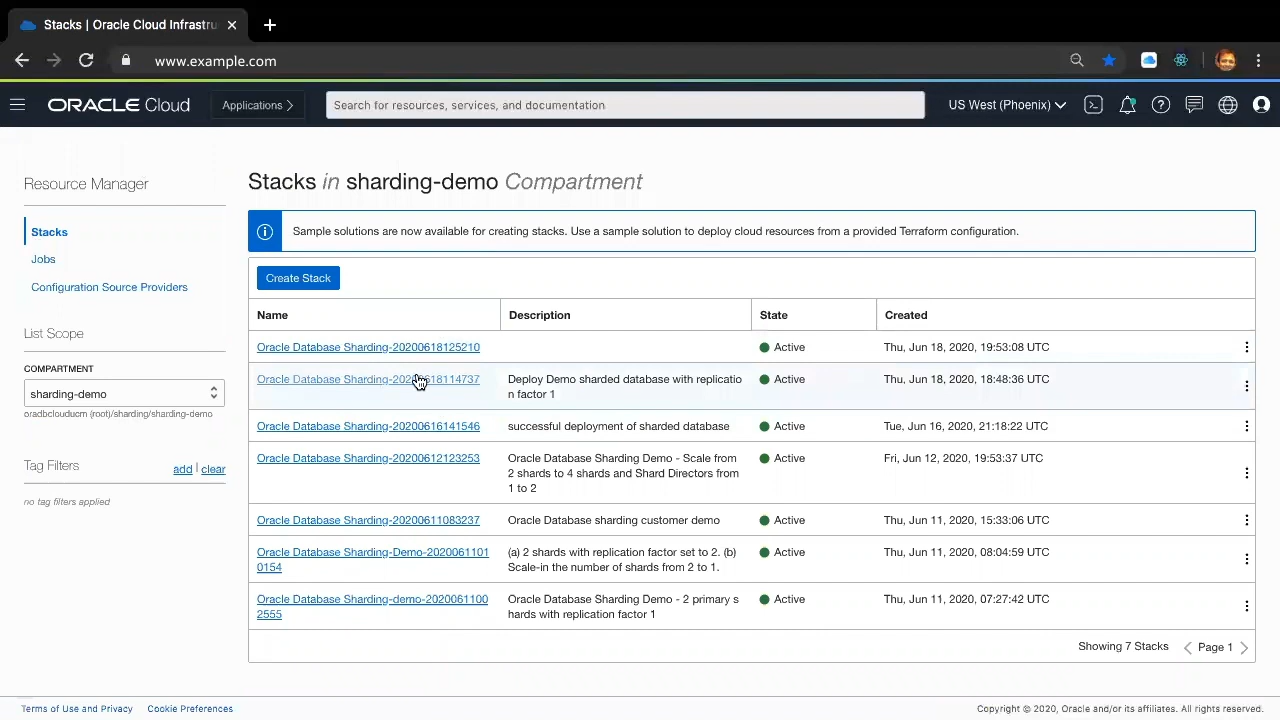 Stacks | Oracle Cloud Infrastru
www.example.com
ORACLE Cloud
Applications
Search for resources, services, and documentation
US West (Phoenix)
Resource Manager
Stacks
Jobs
Configuration Source Providers
List Scope
COMPARTMENT
sharding-demo
oradbclouducm (root)/sharding/sharding-demo
Tag Filters
add | clear
no tag filters applied
Stacks in sharding-demo Compartment
Sample solutions are now available for creating stacks. Use a sample solution to deploy cloud resources from a provided Terraform configuration.
Create Stack
Name Description State Created
Oracle Database Sharding-20200618125210 Active Thu, Jun 18, 2020, 19:53:08 UTC
Oracle Database Sharding-20200618114737 Deploy Demo sharded database with replicatio Active Thu, Jun 18, 2020, 18:48:36 UTC
n factor 1
Oracle Database Sharding-20200616141546 successful deployment of sharded database Active Tue, Jun 16, 2020, 21:18:22 UTC
Oracle Database Sharding-20200612123253 Oracle Database Sharding Demo - Scale from Active Fri, Jun 12, 2020, 19:53:37 UTC
2 shards to 4 shards and Shard Directors from
1 to 2
Oracle Database Sharding-20200611083237 Oracle Database sharding customer demo Active Thu, Jun 11, 2020, 15:33:06 UTC
Oracle Database Sharding-Demo-2020061101 (a) 2 shards with replication factor set to 2. (b) Active Thu, Jun 11, 2020, 08:04:59 UTC
0154 Scale-in the number of shards from 2 to 1.
Oracle Database Sharding-demo-2020061100 Oracle Database Sharding Demo - 2 primary s Active Thu, Jun 11, 2020, 07:27:42 UTC
2555 hards with replication factor 1
Showing 7 Stacks Page 1
Terms of Use and Privacy Cookie Preferences
Copyright © 2020, Oracle and/or its affiliates. All rights reserved.